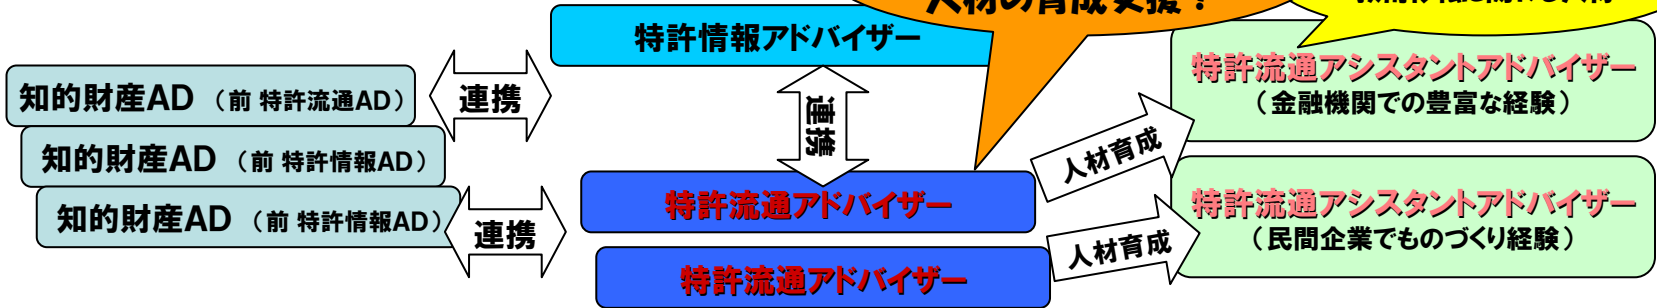 人材の育成支援！
特許情報アドバイザー
知的財産AD （前 特許流通AD）
連携
連携
知的財産AD （前 特許情報AD）
知的財産AD （前 特許情報AD）
連携
特許流通アドバイザー
特許流通アドバイザー
人材育成
人材育成
特許流通アシスタントアドバイザー
（金融機関での豊富な経験）
特許流通アシスタントアドバイザー
（民間企業でものづくり経験）